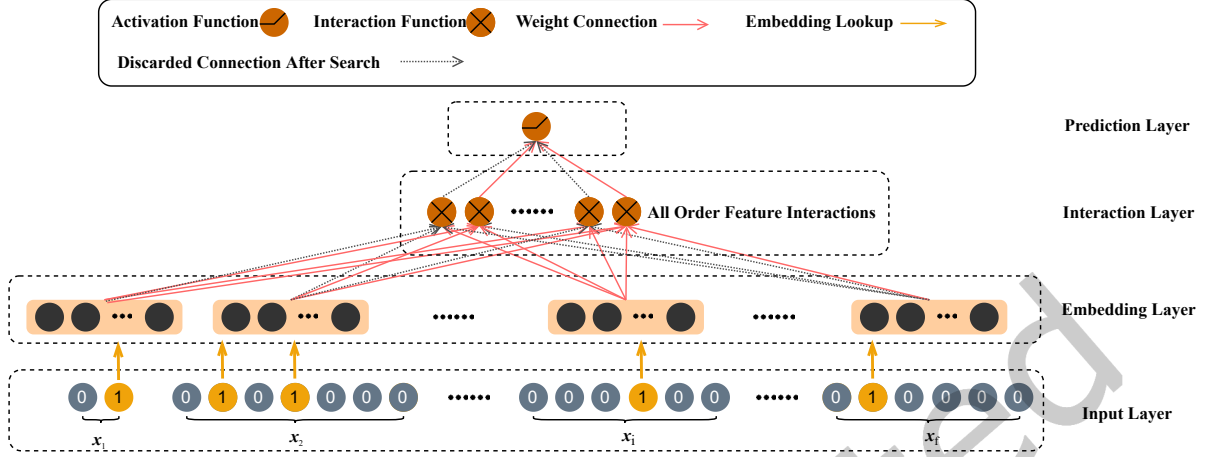 Activation Function Interaction Function Weight Connection Embedding Lookup
Discarded Connection After Search
Prediction Layer
All Order Feature Interactions Interaction Layer
••• ••• •••••• ••• •••••• ••• Embedding Layer
0 1 0 1 0 1 0 0 0 •••••• 0 0 0 1 0 0 •••••• 0 1 0 0 0 0
x₁ x₂ xᵢ x_f Input Layer